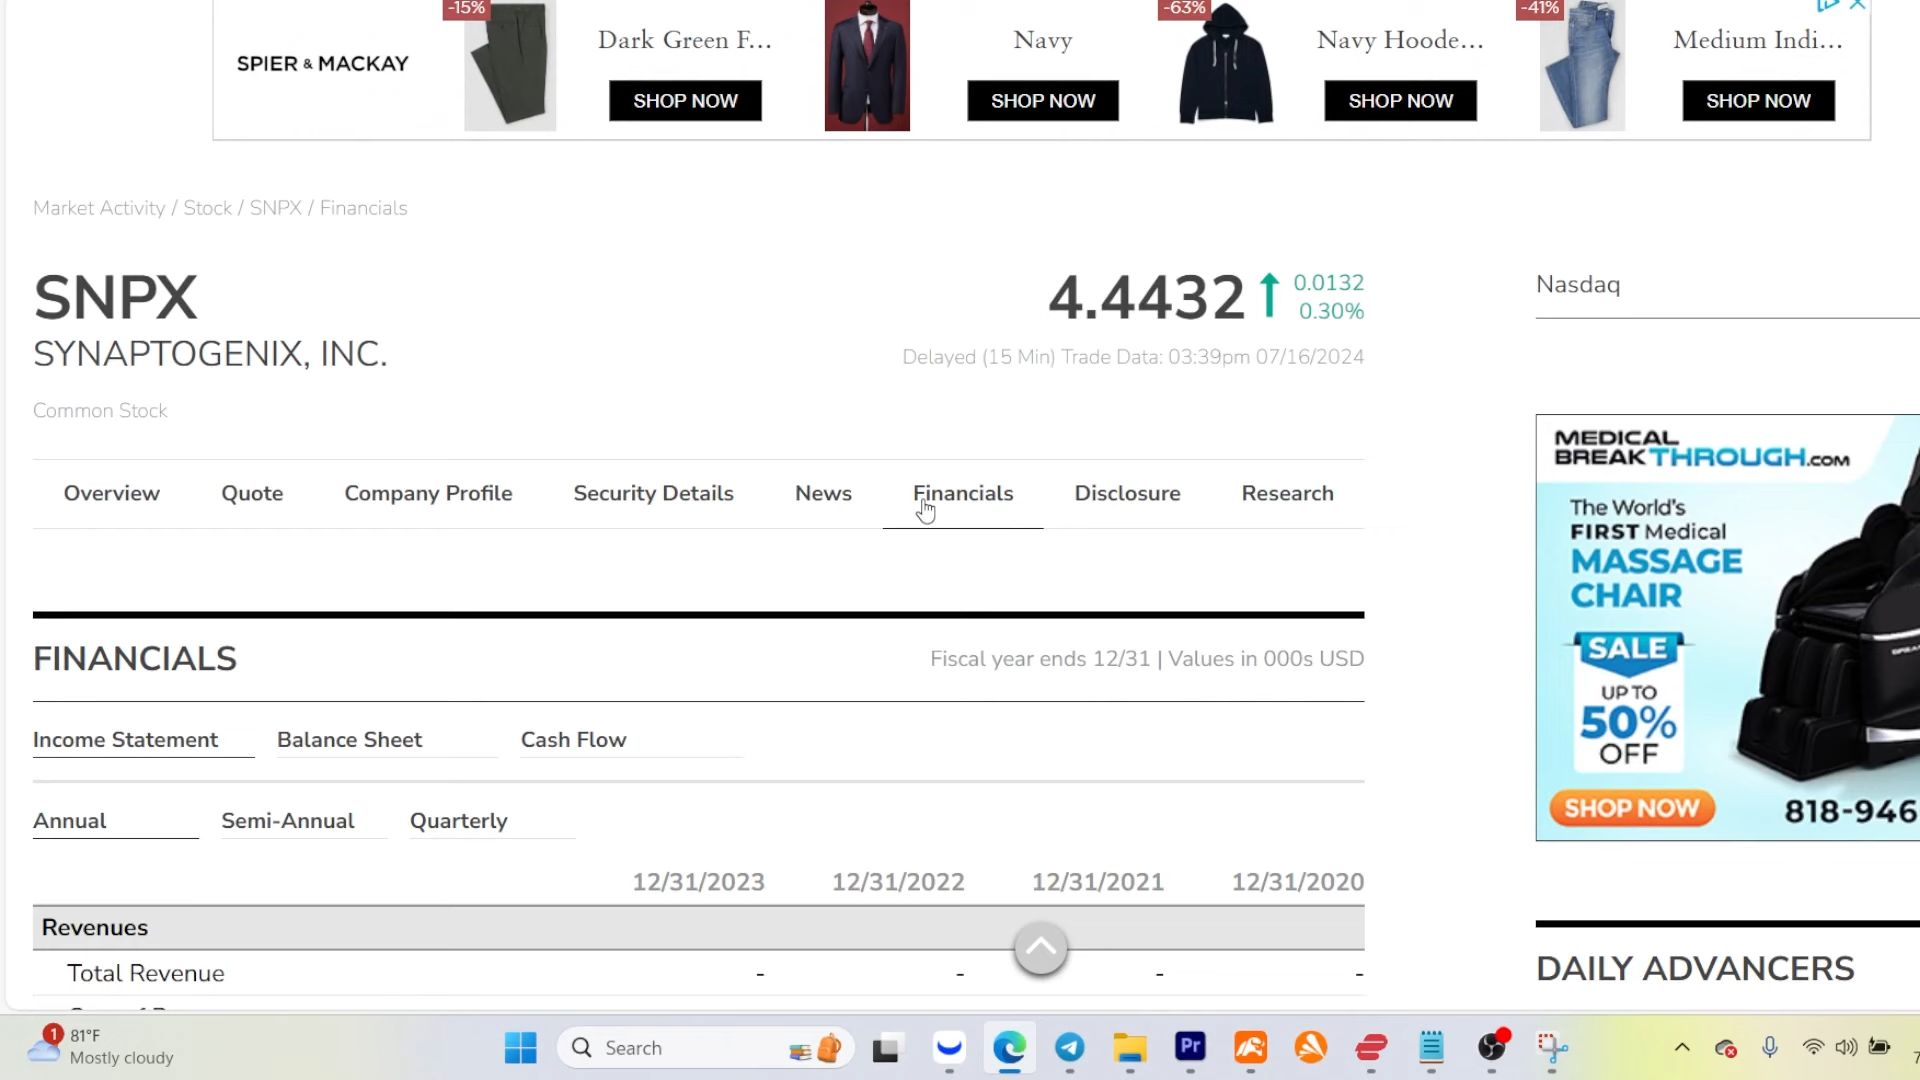 -15%
-63%
-41%
SPIER & MACKAY
Dark Green F...
Navy
Navy Hoode...
Medium Indi...
SHOP NOW
SHOP NOW
SHOP NOW
SHOP NOW
Market Activity / Stock / SNPX / Financials
SNPX
4.4432
0.0132
0.30%
SYNAPTOGENIX, INC.
Delayed (15 Min) Trade Data: 03:39pm 07/16/2024
Common Stock
Nasdaq
Overview Quote Company Profile Security Details News Financials Disclosure Research
MEDICAL
BREAKTHROUGH.COM
The World's
FIRST Medical
MASSAGE
CHAIR
SALE
UP TO
50%
OFF
SHOP NOW
818-946
FINANCIALS
Fiscal year ends 12/31 | Values in 000s USD
Income Statement Balance Sheet Cash Flow
Annual Semi-Annual Quarterly
12/31/2023 12/31/2022 12/31/2021 12/31/2020
Revenues
Total Revenue - - - -
DAILY ADVANCERS
1
81°F
Mostly cloudy
Search
Pr